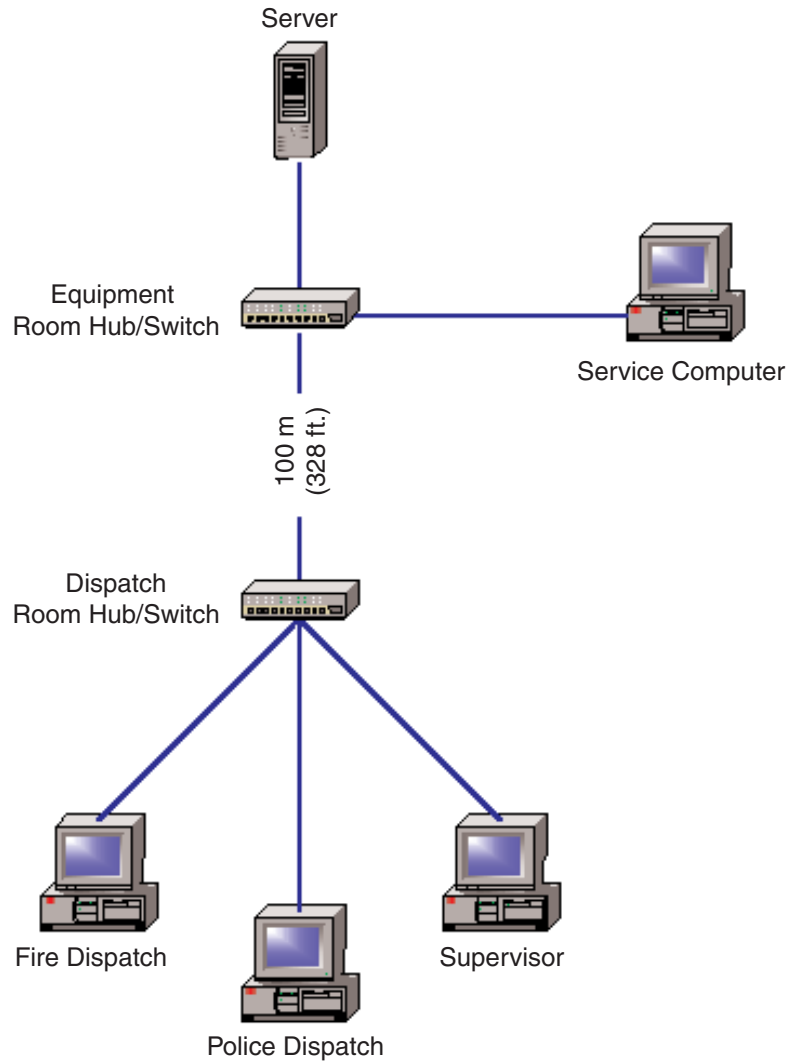 Server
Equipment
Room Hub/Switch
Service Computer
100 m
(328 ft.)
Dispatch
Room Hub/Switch
Fire Dispatch
Supervisor
Police Dispatch